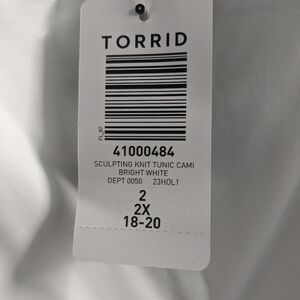 TORRID
41000484
SCULPTING KNIT TUNIC CAMI
BRIGHT WHITE
DEPT 0050 23HOL1
2
2X
18-20